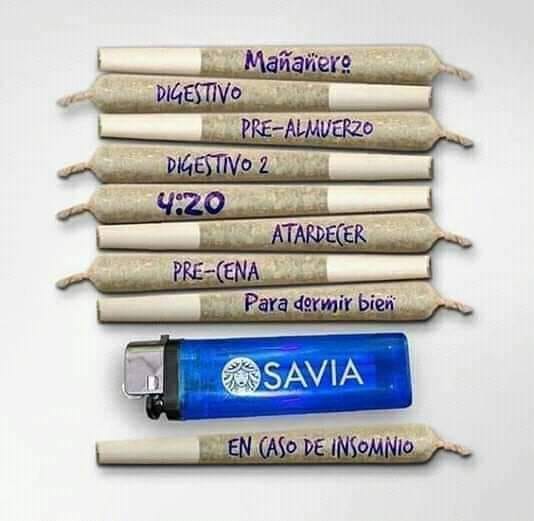 Mañanero
DIGESTIVO
PRE-ALMUERZO
DIGESTIVO 2
4:20
ATARDECER
PRE-CENA
Para dormir bien
SAVIA
EN CASO DE INSOMNIO